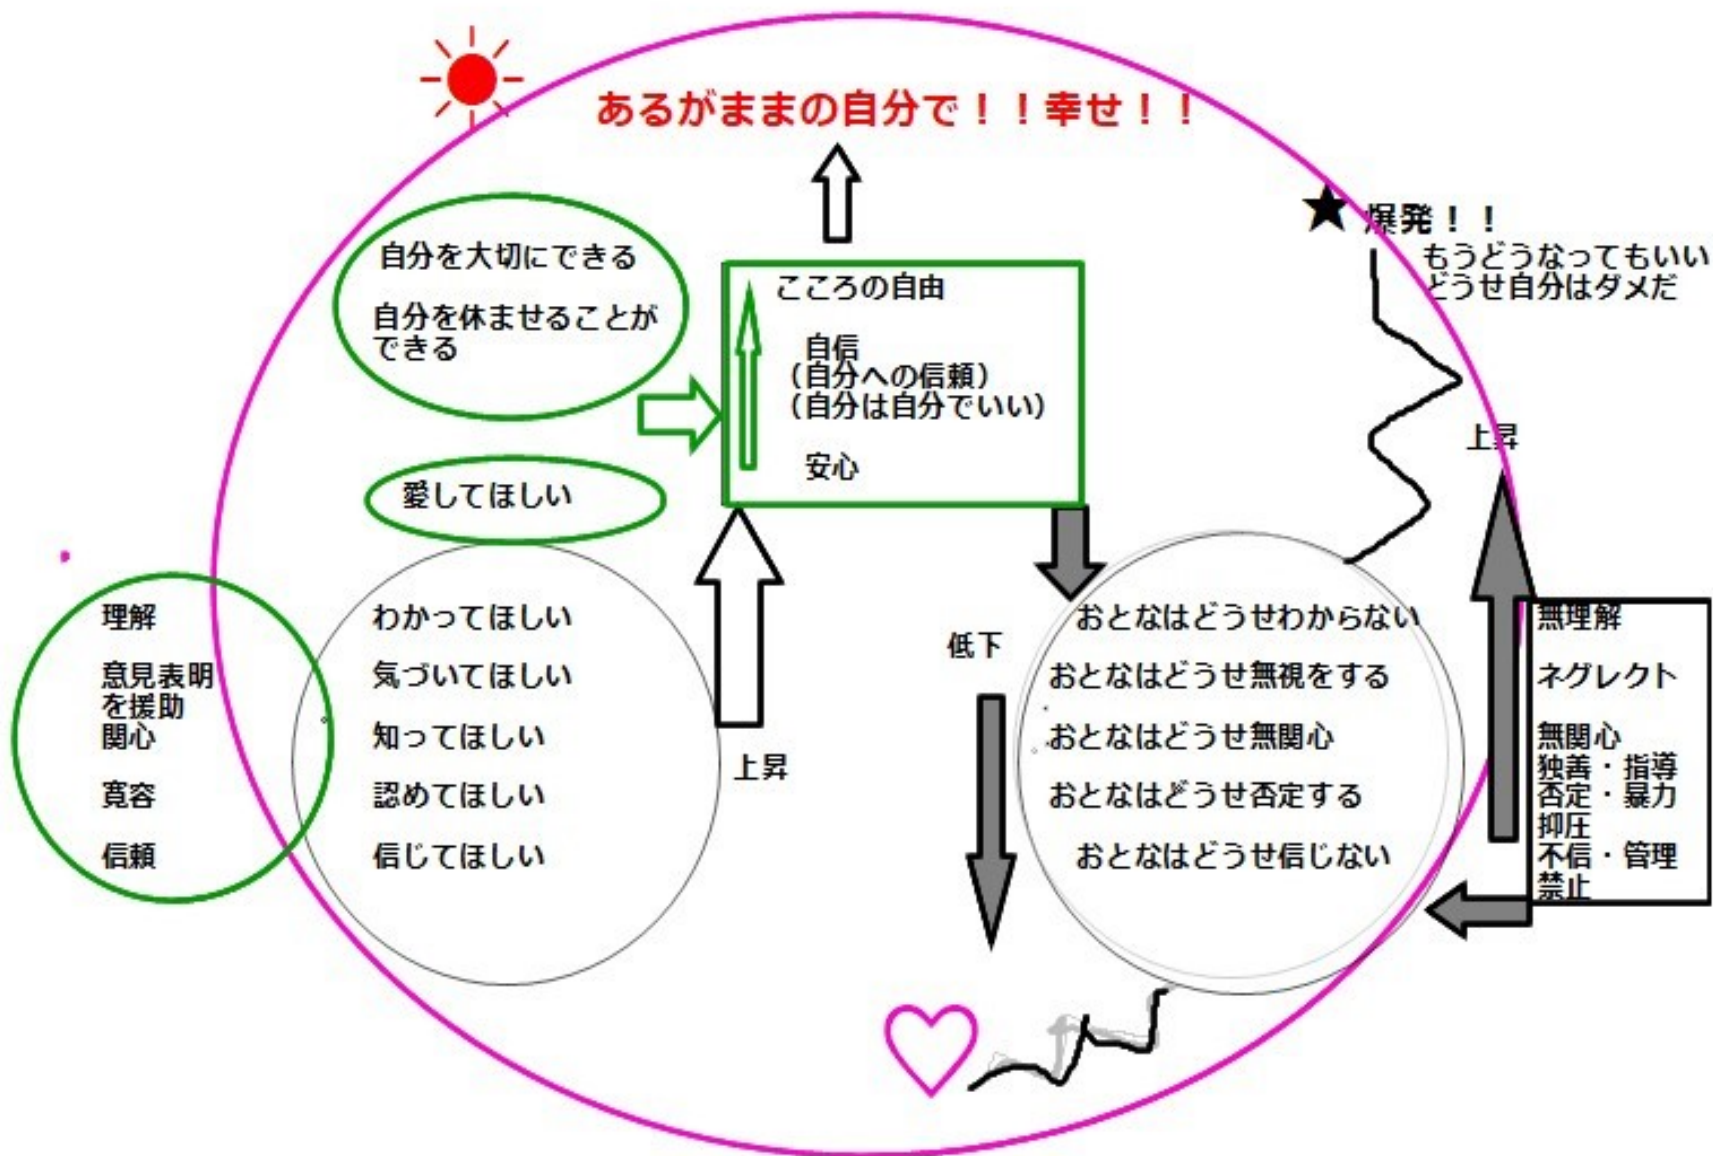 あるがままの自分で！！幸せ！！
爆発！！
もうどうなってもいい
どうせ自分はダメだ
自分を大切にできる
自分を休ませることが
できる
こころの自由
自信
（自分への信頼）
（自分は自分でいい）
安心
愛してほしい
上昇
理解
意見表明
を援助
関心
寛容
信頼
わかってほしい
気づいてほしい
知ってほしい
認めてほしい
信じてほしい
上昇
低下
おとなはどうせわからない
おとなはどうせ無視をする
おとなはどうせ無関心
おとなはどうせ否定する
おとなはどうせ信じない
無理解
ネグレクト
無関心
独善・指導
否定・暴力
抑圧
不信・管理
禁止